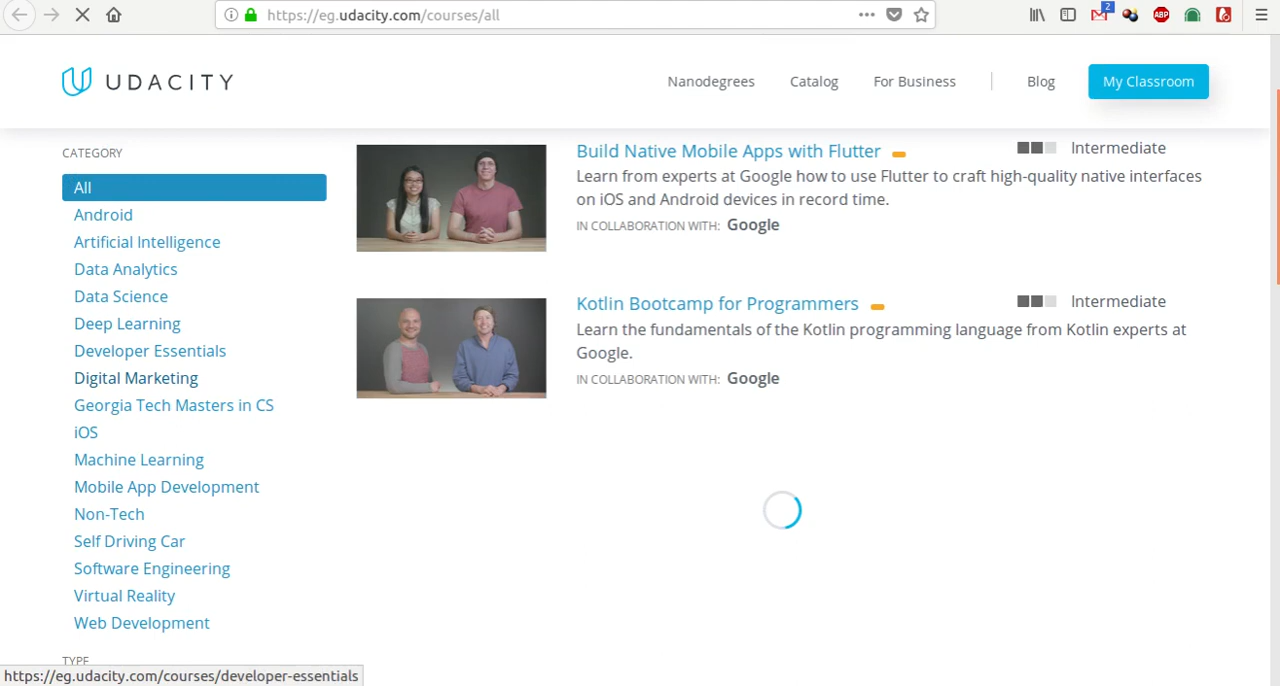 https://eg.udacity.com/courses/all
2
ABP
UDACITY
Nanodegrees
Catalog
For Business
Blog
My Classroom
CATEGORY
All
Android
Artificial Intelligence
Data Analytics
Data Science
Deep Learning
Developer Essentials
Digital Marketing
Georgia Tech Masters in CS
iOS
Machine Learning
Mobile App Development
Non-Tech
Self Driving Car
Software Engineering
Virtual Reality
Web Development
TYPE
Build Native Mobile Apps with Flutter
Intermediate
Learn from experts at Google how to use Flutter to craft high-quality native interfaces
on iOS and Android devices in record time.
IN COLLABORATION WITH: Google
Kotlin Bootcamp for Programmers
Intermediate
Learn the fundamentals of the Kotlin programming language from Kotlin experts at
Google.
IN COLLABORATION WITH: Google
https://eg.udacity.com/courses/developer-essentials